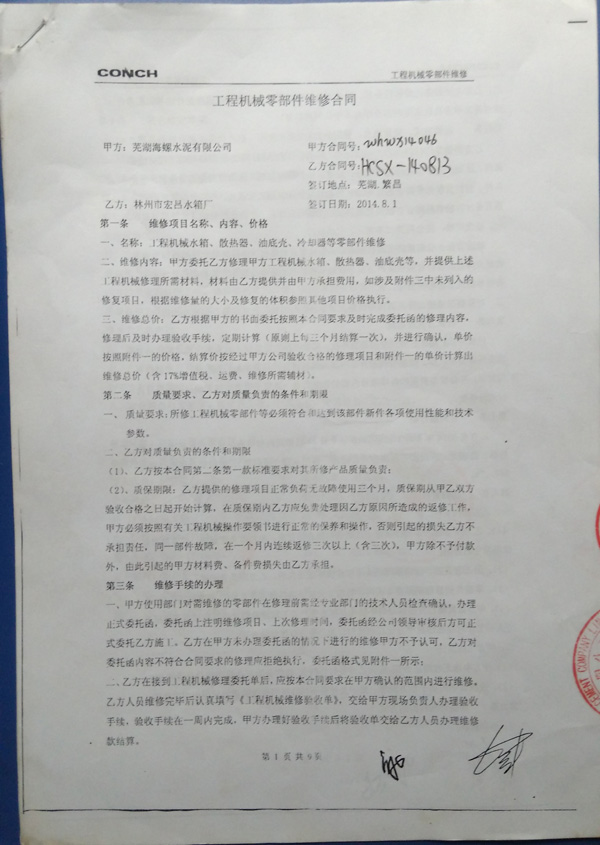 CONCH 工程机械零部件维修
工程机械零部件维修合同
甲方：芜湖海螺水泥有限公司 甲方合同号：whwx14046
乙方合同号：HCSX-140813
签订地点：芜湖.繁昌
乙方：林州市宏吕水箱厂 签订日期：2014.8.1
第一条 维修项目名称、内容、价格
一、名称：工程机械水箱、散热器、油底壳、冷却器等零部件维修
二、维修内容：甲方委托乙方修理甲方工程机械水箱、散热器、油底壳等，并提供上述
工程机械修理所需材料，材料由乙方提供并由甲方承担费用，如涉及附件三中未列入的
修复项目，根据维修量的大小及修复的体积参照其他项目价格执行。
三、维修总价：乙方根据甲方的书面委托按照本合同要求及时完成委托函的修理内容，
修理后及时办理验收手续，定期计算（原则上每三个月结算一次），并进行确认，单价
按照附件一的价格，结算价按经过甲方公司验收合格的修理项目和附件一的单价计算出
维修总价（含17%增值税、运费、维修所需辅材）。
第二条 质量要求、乙方对质量负责的条件和期限
一、 质量要求：所修工程机械零部件等必须符合和达到该部件新件各项使用性能和技术
参数。
二、乙方对质量负责的条件和期限
（1）、乙方按本合同第二条第一款标准要求对其所修产品质量负责；
（2）、质保期限：乙方提供的修理项目正常负荷无故障使用三个月，质保期从甲乙双方
验收合格之日起开始计算，在质保期内乙方应免费处理因乙方原因所造成的返修工作，
甲方必须按照有关工程机械操作要领书进行正常的保养和操作，否则引起的损失乙方不
承担责任，同一部件故障，在一个月内连续返修三次以上（含三次），甲方除不予付款
外，由此引起的甲方材料费、备件费损失由乙方承担。
第三条 维修手续的办理
一、甲方使用部门对需维修的零部件在修理前需经专业部门的技术人员检查确认，办理
正式委托函，委托函上注明维修项目、上次修理时间，委托函经公司领导审核后方可正
式委托乙方施工。乙方在甲方未办理委托函的情况下进行的维修甲方不予认可，乙方对
委托函内容不符合合同要求的修理应拒绝执行，委托函格式见附件一所示；
二、乙方在接到工程机械修理委托单后，应按本合同要求在甲方确认的范围内进行维修。
乙方人员维修完毕后认真填写《工程机械维修验收单》，交给甲方现场负责人办理验收
手续，验收手续在一周内完成，甲方办理好验收手续后将验收单交给乙方人员办理维修
款结算。
第 1 页 共 6 页